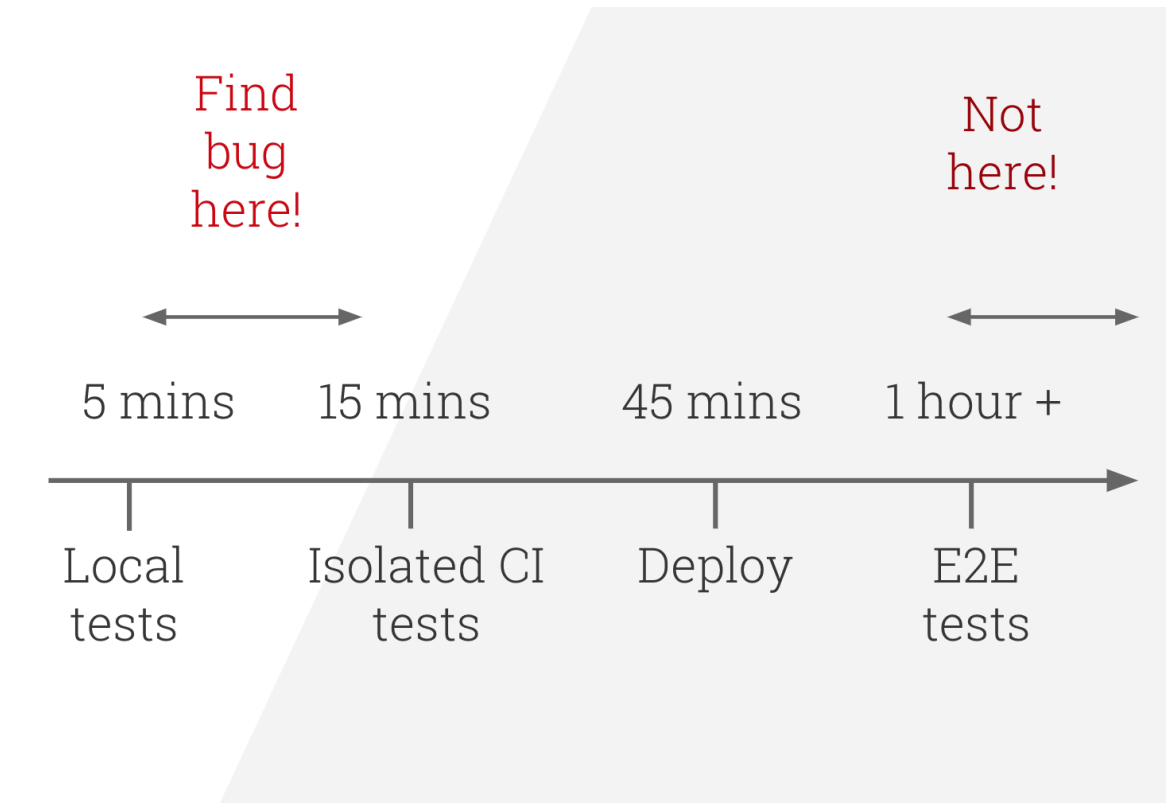 Find
bug
here!
Not
here!
5 mins
15 mins
45 mins
1 hour +
Local
tests
Isolated CI
tests
Deploy
E2E
tests